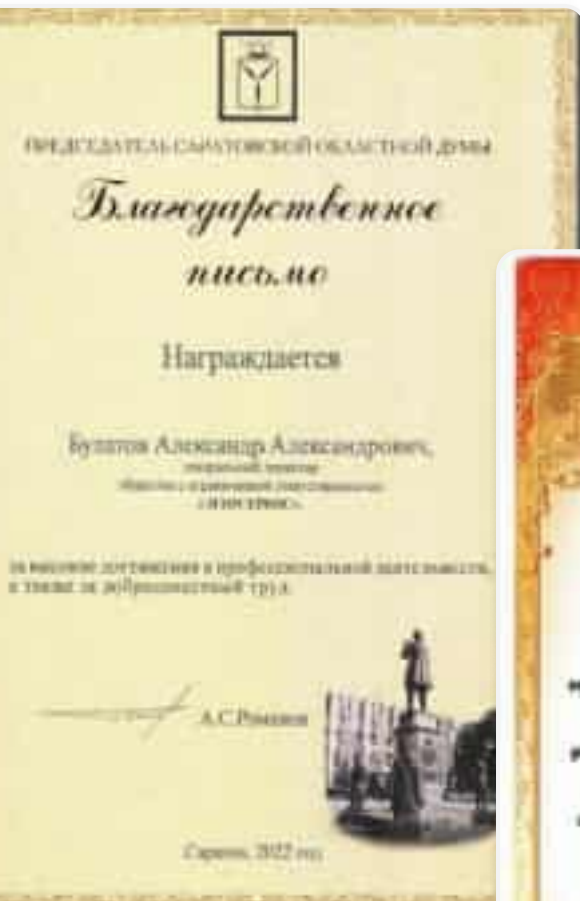 ПРЕДСЕДАТЕЛЬ САРАТОВСКОЙ ОБЛАСТНОЙ ДУМЫ
Благодарственное
письмо
Награждается
Булатов Александр Александрович,
за высокие достижения в профессиональной деятельности,
а также за добросовестный труд
А.С.Романов
Саратов, 2022 год